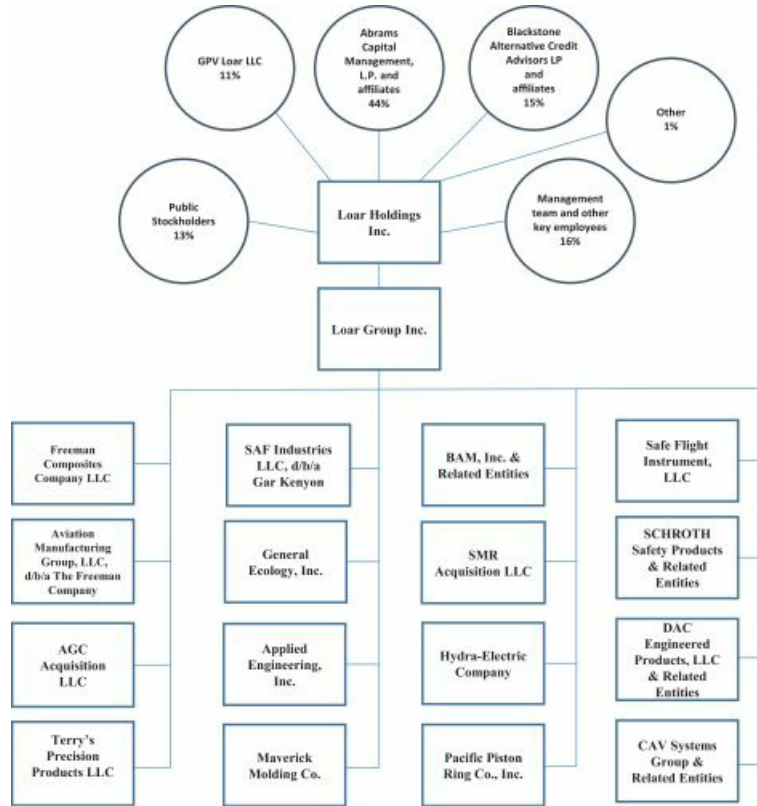 GPV Loar LLC
11%
Abrams
Capital
Management,
L.P. and
affiliates
44%
Blackstone
Alternative Credit
Advisors LP
and
affiliates
15%
Other
1%
Public
Stockholders
13%
Loar Holdings
Inc.
Management
team and other
key employees
16%
Loar Group Inc.
Freeman
Composites
Company LLC
SAF Industries
LLC, d/b/a
Gar Kenyon
BAM, Inc. &
Related Entities
Safe Flight
Instrument,
LLC
Aviation
Manufacturing
Group, LLC,
d/b/a The Freeman
Company
General
Ecology, Inc.
SMR
Acquisition LLC
SCHROTH
Safety Products
& Related
Entities
AGC
Acquisition
LLC
Applied
Engineering,
Inc.
Hydra-Electric
Company
DAC
Engineered
Products, LLC
& Related
Entities
Terry's
Precision
Products LLC
Maverick
Molding Co.
Pacific Piston
Ring Co., Inc.
CAV Systems
Group &
Related Entities